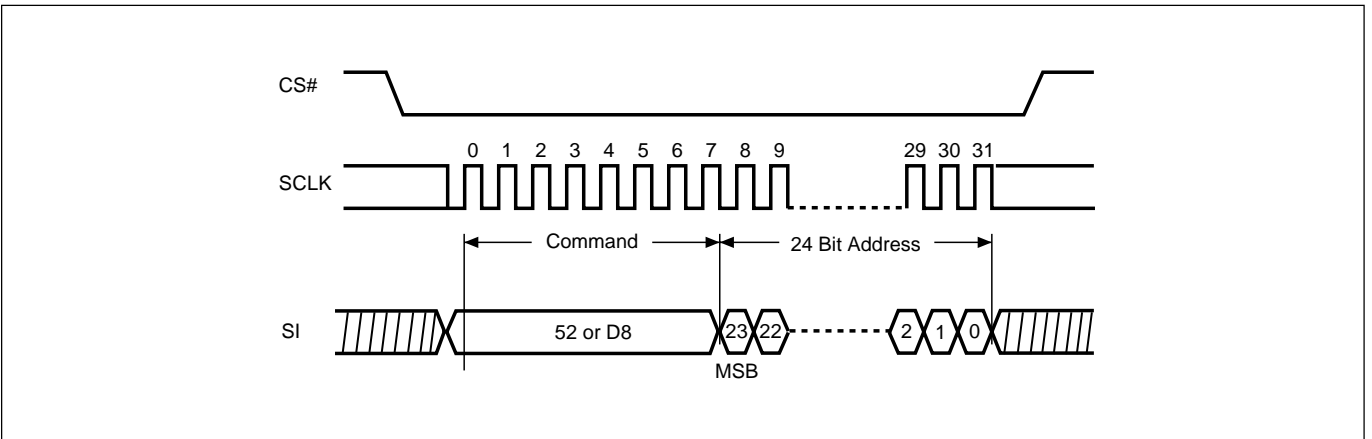 CS#
0 1 2 3 4 5 6 7 8 9 29 30 31
SCLK
Command 24 Bit Address
SI 52 or D8 23 22 2 1 0
MSB